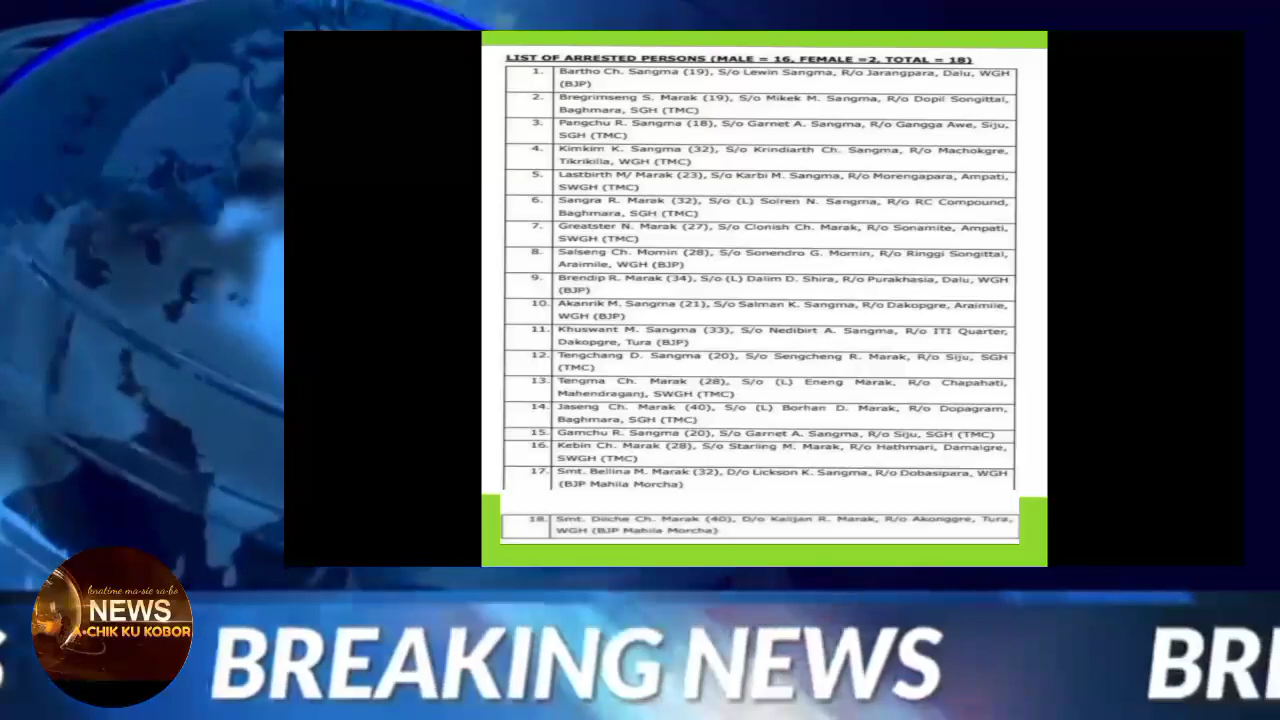 LIST OF ARRESTED PERSONS (MALE = 16, FEMALE =2, TOTAL = 18)
1. Bartho Ch. Sangma (19), S/o Lewin Sangma, R/o Jarangpara, Dalu, WGH
(BJP)
2. Bregrimseng S. Marak (19), S/o Mikek M. Sangma, R/o Dopil Songittal,
Baghmara, SGH (TMC)
3. Pangchu R. Sangma (18), S/o Garnet A. Sangma, R/o Gangga Awe, Siju,
SGH (TMC)
4. Kimkim K. Sangma (32), S/o Krindiarth Ch. Sangma, R/o Machokgre,
Tikrikilla, WGH (TMC)
5. Lastbirth M/ Marak (23), S/o Karbi M. Sangma, R/o Morengapara, Ampati,
SWGH (TMC)
6. Sangra R. Marak (32), S/o (L) Solren N. Sangma, R/o RC Compound,
Baghmara, SGH (TMC)
7. Greatster N. Marak (27), S/o Clonish Ch. Marak, R/o Sonamite, Ampati,
SWGH (TMC)
8. Salseng Ch. Momin (28), S/o Sonendro G. Momin, R/o Ringgi Songittal,
Araimile, WGH (BJP)
9. Brendip R. Marak (34), S/o (L) Dalim D. Shira, R/o Purakhasia, Dalu, WGH
(BJP)
10. Akanrik M. Sangma (21), S/o Salman K. Sangma, R/o Dakopgre, Araimile,
WGH (BJP)
11. Khuswant M. Sangma (33), S/o Nedibirt A. Sangma, R/o ITI Quarter,
Dakopgre, Tura (BJP)
12. Tengchang D. Sangma (20), S/o Sengcheng R. Marak, R/o Siju, SGH
(TMC)
13. Tengma Ch. Marak (28), S/o (L) Eneng Marak, R/o Chapahati,
Mahendraganj, SWGH (TMC)
14. Jaseng Ch. Marak (40), S/o (L) Borhan D. Marak, R/o Dopagram,
Baghmara, SGH (TMC)
15. Gamchu R. Sangma (20), S/o Garnet A. Sangma, R/o Siju, SGH (TMC)
16. Kebin Ch. Marak (28), S/o Starling M. Marak, R/o Hathmari, Damalgre,
SWGH (TMC)
17. Smt. Bellina M. Marak (32), D/o Lickson K. Sangma, R/o Dobasipara, WGH
(BJP Mahila Morcha)
18. Smt. Diiche Ch. Marak (40), D/o Kalijan R. Marak, R/o Akonggre, Tura,
WGH (BJP Mahila Morcha)
knatime ma·sie ra·bo
NEWS
A·CHIK KU KOBOR
S BREAKING NEWS BRE